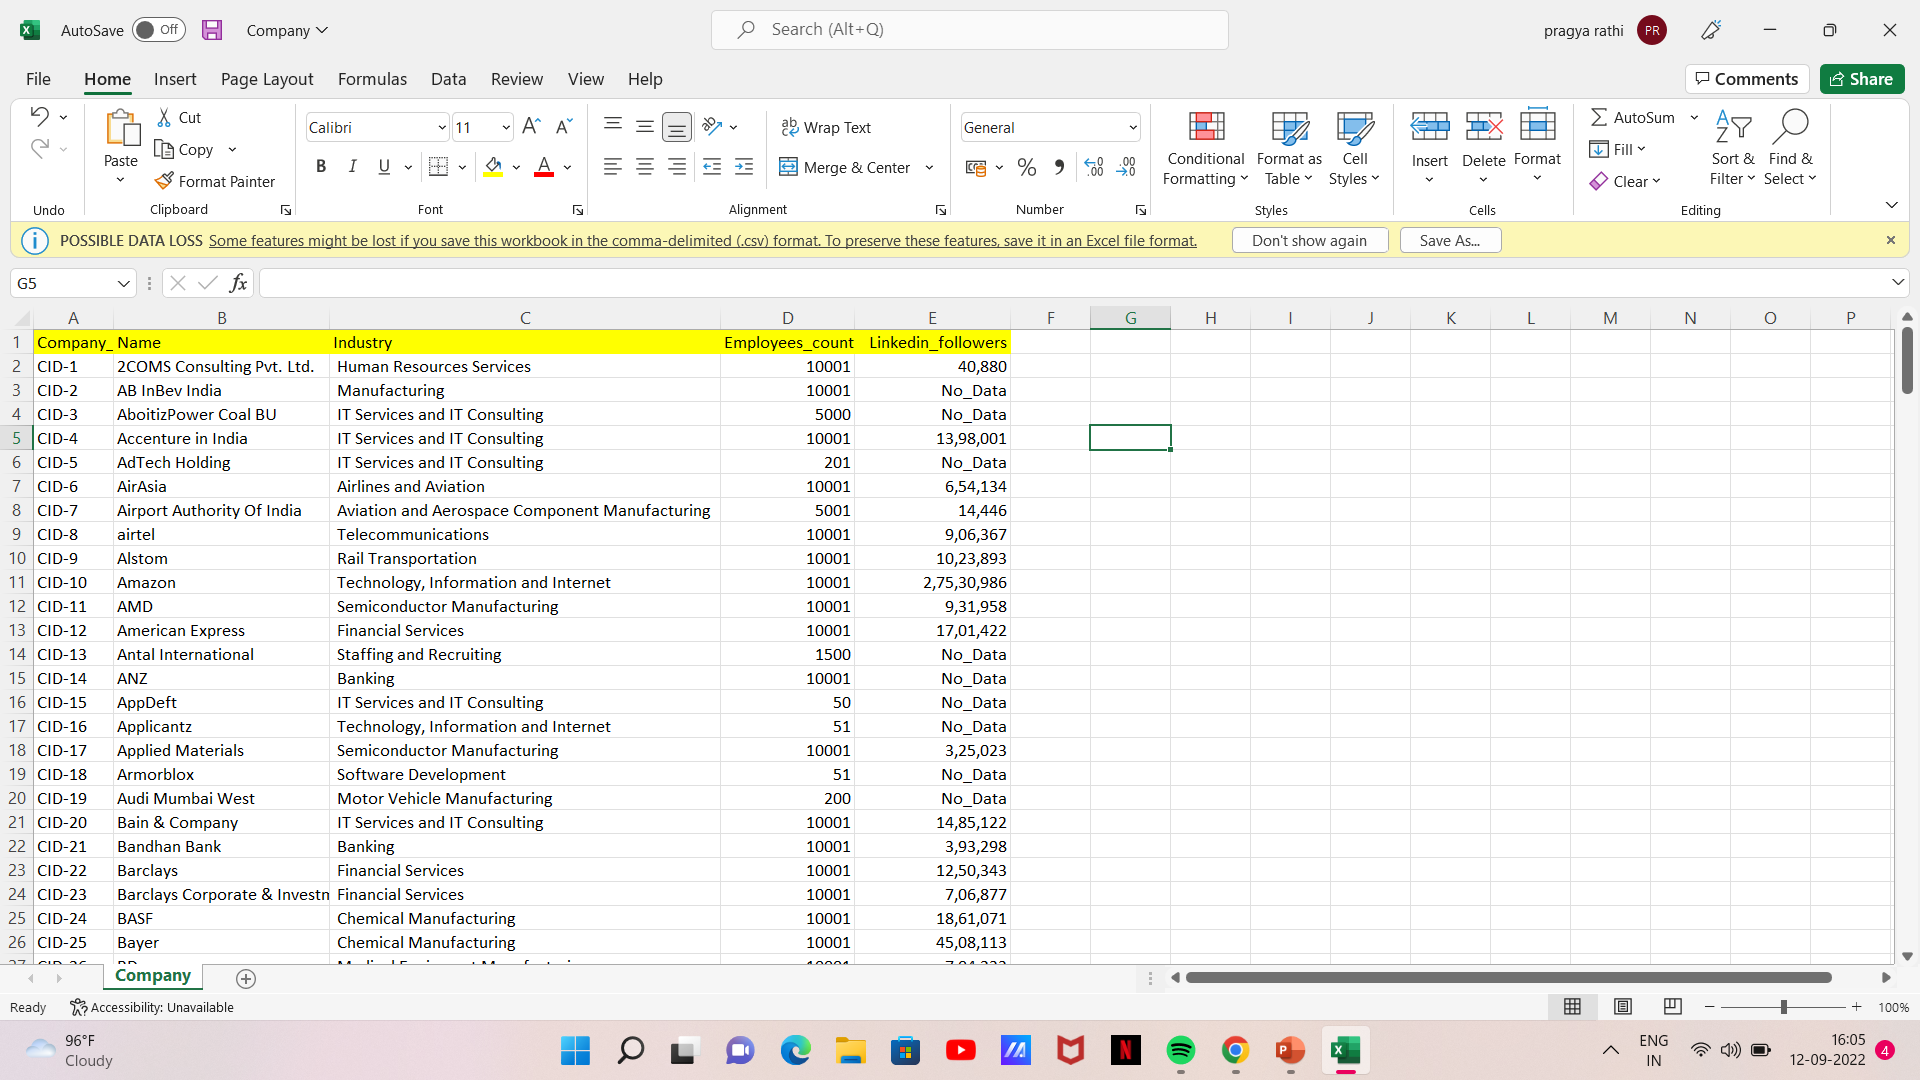 AutoSave Off Company Search (Alt+Q) pragya rathi PR
File Home Insert Page Layout Formulas Data Review View Help Comments Share
Paste Cut Copy Format Painter
Calibri 11
B I U A
Wrap Text Merge & Center
General
% 9
Conditional Formatting Format as Table Cell Styles
Insert Delete Format
AutoSum Fill Clear
Sort & Filter Find & Select
Undo Clipboard Font Alignment Number Styles Cells Editing
POSSIBLE DATA LOSS Some features might be lost if you save this workbook in the comma-delimited (.csv) format. To preserve these features, save it in an Excel file format. Don't show again Save As...
G5 fx
A B C D E F G H I J K L M N O P
1 Company_ Name Industry Employees_count Linkedin_followers
2 CID-1 2COMS Consulting Pvt. Ltd. Human Resources Services 10001 40,880
3 CID-2 AB InBev India Manufacturing 10001 No_Data
4 CID-3 AboitizPower Coal BU IT Services and IT Consulting 5000 No_Data
5 CID-4 Accenture in India IT Services and IT Consulting 10001 13,98,001
6 CID-5 AdTech Holding IT Services and IT Consulting 201 No_Data
7 CID-6 AirAsia Airlines and Aviation 10001 6,54,134
8 CID-7 Airport Authority Of India Aviation and Aerospace Component Manufacturing 5001 14,446
9 CID-8 airtel Telecommunications 10001 9,06,367
10 CID-9 Alstom Rail Transportation 10001 10,23,893
11 CID-10 Amazon Technology, Information and Internet 10001 2,75,30,986
12 CID-11 AMD Semiconductor Manufacturing 10001 9,31,958
13 CID-12 American Express Financial Services 10001 17,01,422
14 CID-13 Antal International Staffing and Recruiting 1500 No_Data
15 CID-14 ANZ Banking 10001 No_Data
16 CID-15 AppDeft IT Services and IT Consulting 50 No_Data
17 CID-16 Applicantz Technology, Information and Internet 51 No_Data
18 CID-17 Applied Materials Semiconductor Manufacturing 10001 3,25,023
19 CID-18 Armorblox Software Development 51 No_Data
20 CID-19 Audi Mumbai West Motor Vehicle Manufacturing 200 No_Data
21 CID-20 Bain & Company IT Services and IT Consulting 10001 14,85,122
22 CID-21 Bandhan Bank Banking 10001 3,93,298
23 CID-22 Barclays Financial Services 10001 12,50,343
24 CID-23 Barclays Corporate & Investn Financial Services 10001 7,06,877
25 CID-24 BASF Chemical Manufacturing 10001 18,61,071
26 CID-25 Bayer Chemical Manufacturing 10001 45,08,113
Company
Ready Accessibility: Unavailable 100%
96°F
Cloudy
ENG
IN
16:05
12-09-2022
4